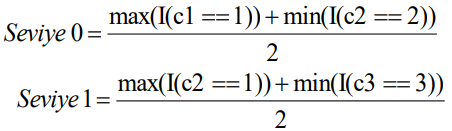 Seviye 0 = max(I(c1 == 1)) + min(I(c2 == 2))
2
Seviye 1 = max(I(c2 == 1)) + min(I(c3 == 3))
2